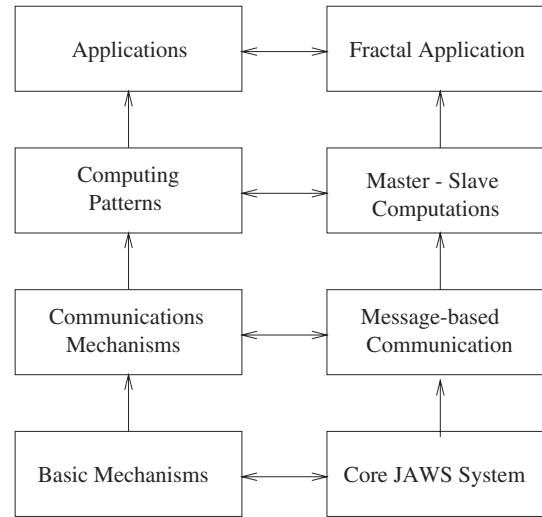 Applications
Fractal Application
Computing
Patterns
Master - Slave
Computations
Communications
Mechanisms
Message-based
Communication
Basic Mechanisms
Core JAWS System